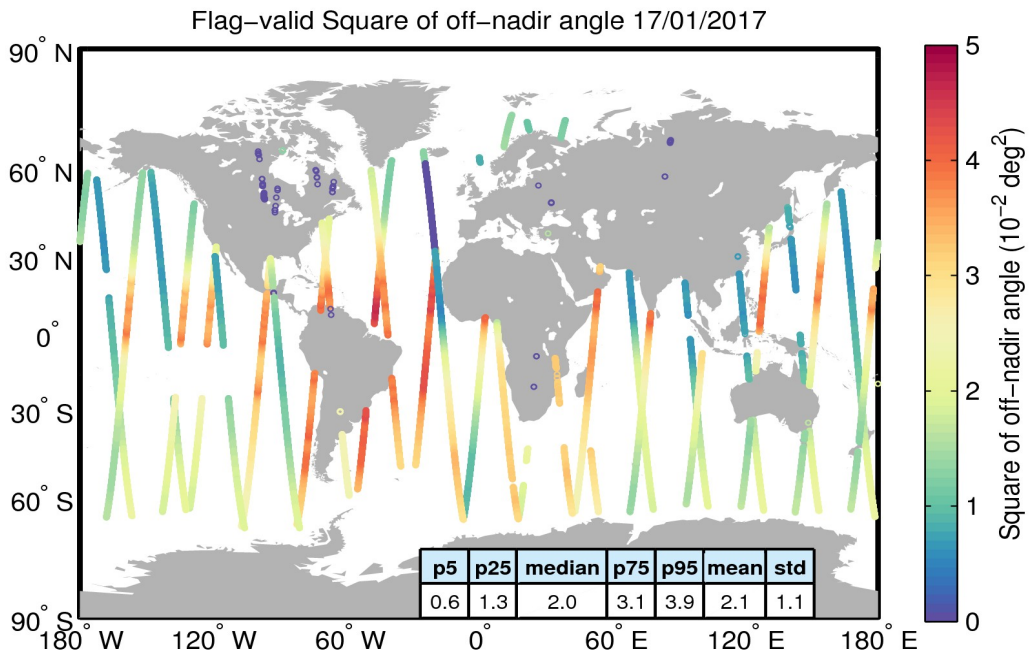 Flag−valid Square of off−nadir angle 17/01/2017
90° N
60° N
30° N
0°
30° S
60° S
90° S
180° W
120° W
60° W
0°
60° E
120° E
180° E
p5 p25 median p75 p95 mean std
0.6 1.3 2.0 3.1 3.9 2.1 1.1
5
4
3
2
1
0
Square of off−nadir angle (10⁻² deg²)